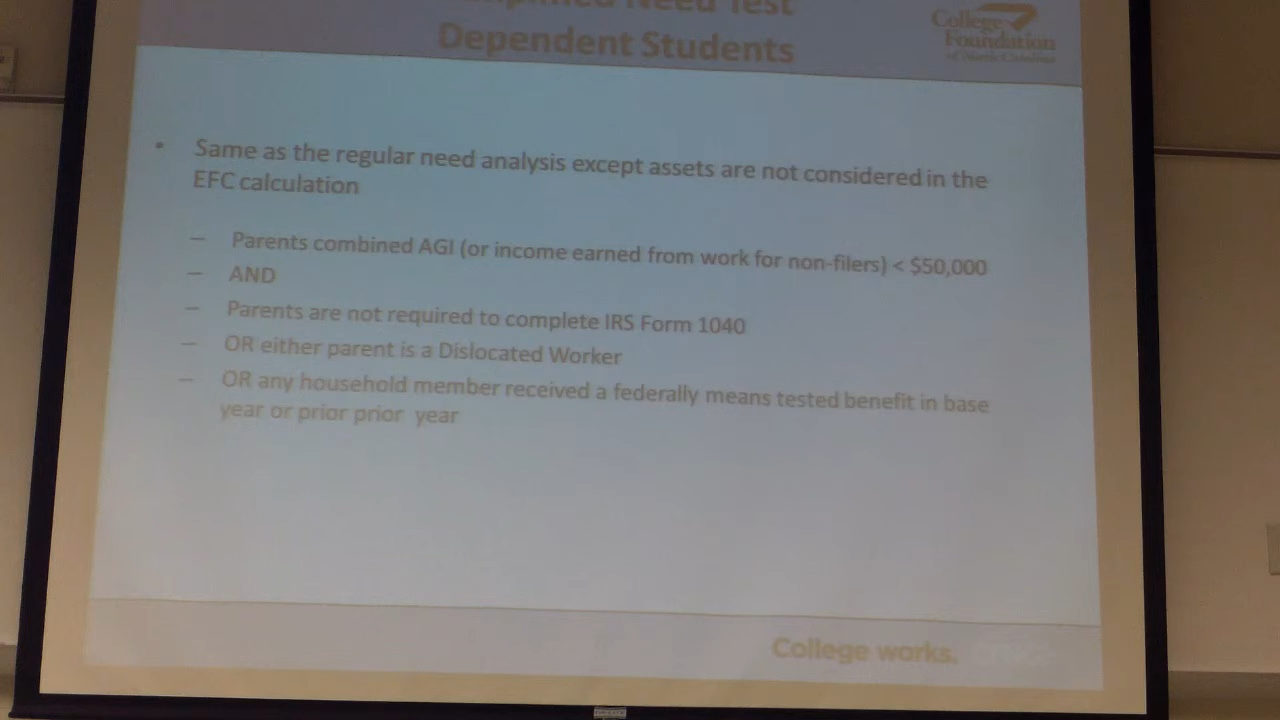 Need Test
Dependent Students
College
Foundation
• Same as the regular need analysis except assets are not considered in the
EFC calculation
– Parents combined AGI (or income earned from work for non-filers) < $50,000
– AND
– Parents are not required to complete IRS Form 1040
– OR either parent is a Dislocated Worker
– OR any household member received a federally means tested benefit in base
year or prior prior year
College works.